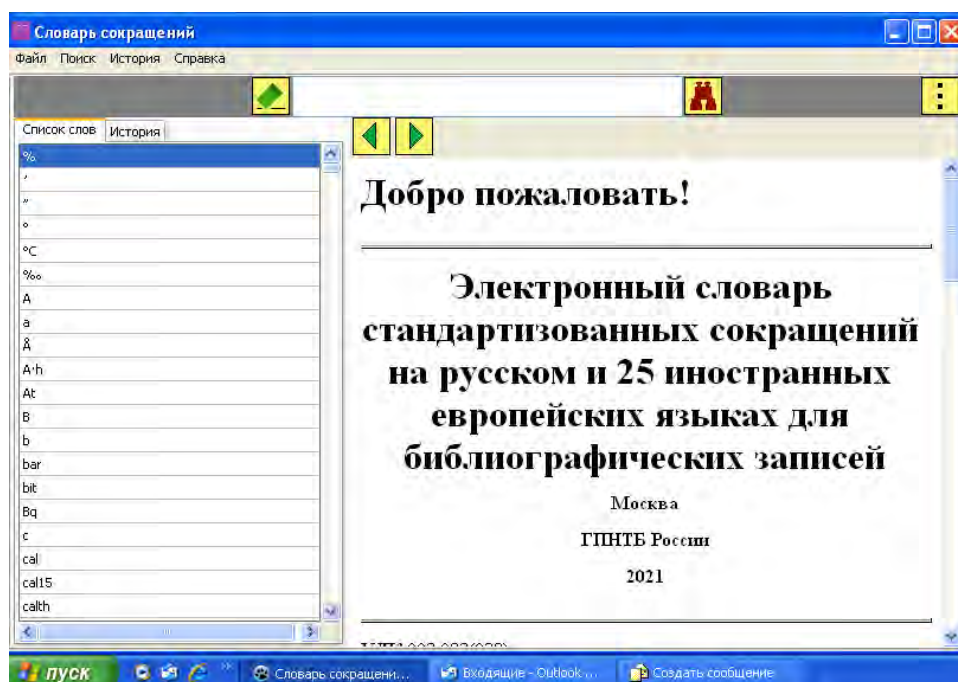 Словарь сокращений
Файл Поиск История Справка
Список слов История
%
′
″
°
°C
‰
A
a
Å
A·h
At
B
b
bar
bit
Bq
c
cal
cal15
calth
Добро пожаловать!
Электронный словарь
стандартизованных сокращений
на русском и 25 иностранных
европейских языках для
библиографических записей
Москва
ГПНТБ России
2021
пуск
Словарь сокращени...
Входящие - Outlook ...
Создать сообщение